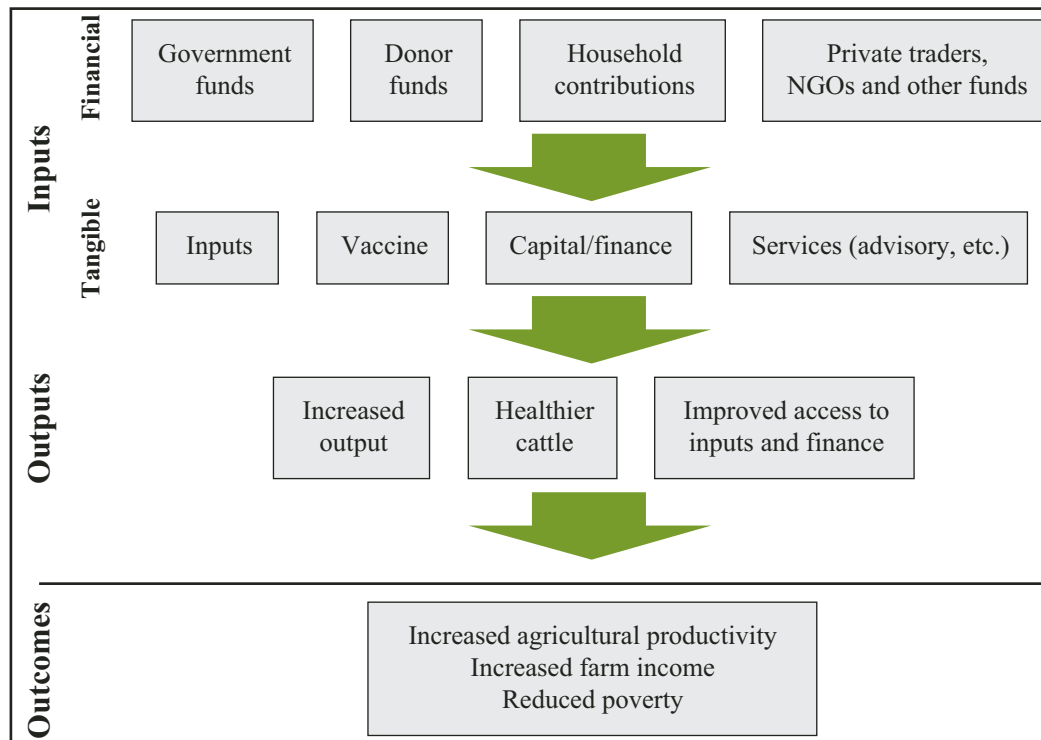 Inputs
Financial
Government
funds
Donor
funds
Household
contributions
Private traders,
NGOs and other funds
Tangible
Inputs
Vaccine
Capital/finance
Services (advisory, etc.)
Outputs
Increased
output
Healthier
cattle
Improved access to
inputs and finance
Outcomes
Increased agricultural productivity
Increased farm income
Reduced poverty